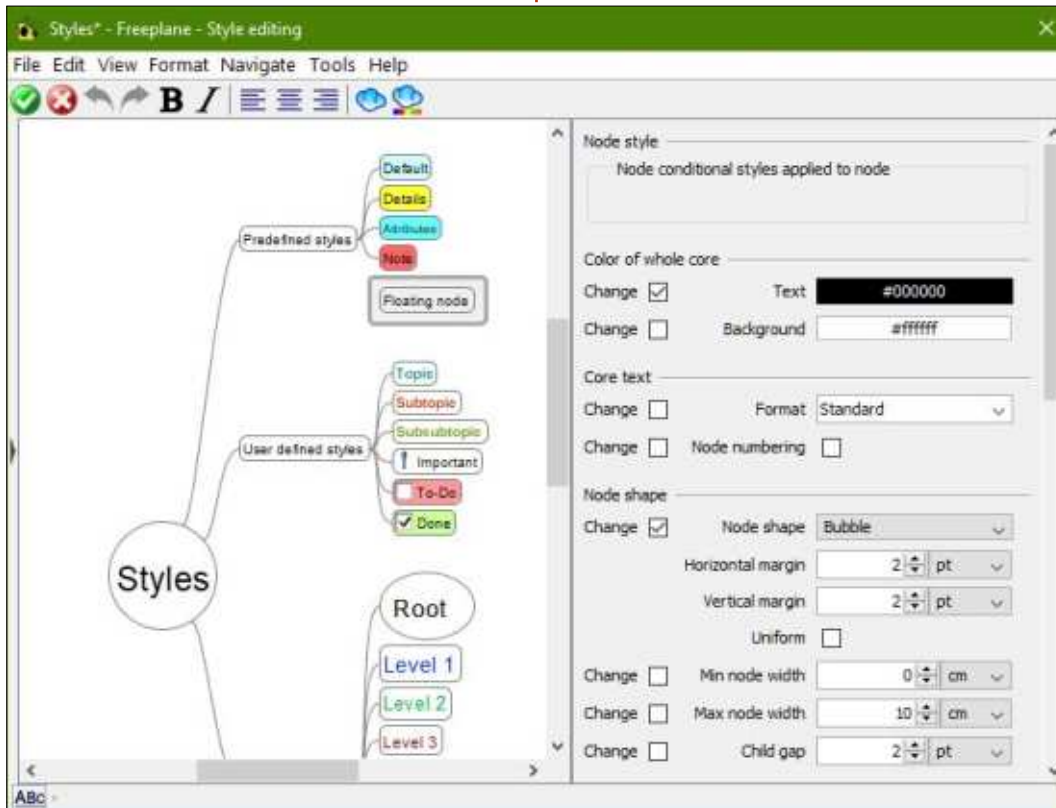 Styles* - Freeplane - Style editing
File Edit View Format Navigate Tools Help
B I
Default
Details
Attributes
Note
Predefined styles
Floating node
Topic
Subtopic
Subsubtopic
Important
To-Do
Done
User defined styles
Styles
Root
Level 1
Level 2
Level 3
Node style
Node conditional styles applied to node
Color of whole core
Change Text #000000
Change Background #ffffff
Core text
Change Format Standard
Change Node numbering
Node shape
Change Node shape Bubble
Horizontal margin 2 pt
Vertical margin 2 pt
Uniform
Change Min node width 0 cm
Change Max node width 10 cm
Change Child gap 2 pt
ABc